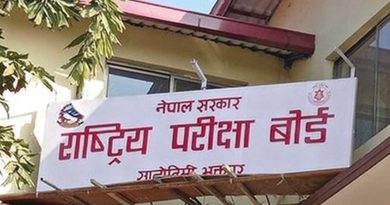 नेपाल सरकार
राष्ट्रिय परीक्षा बोर्ड
सानोठिमी भक्तपुर